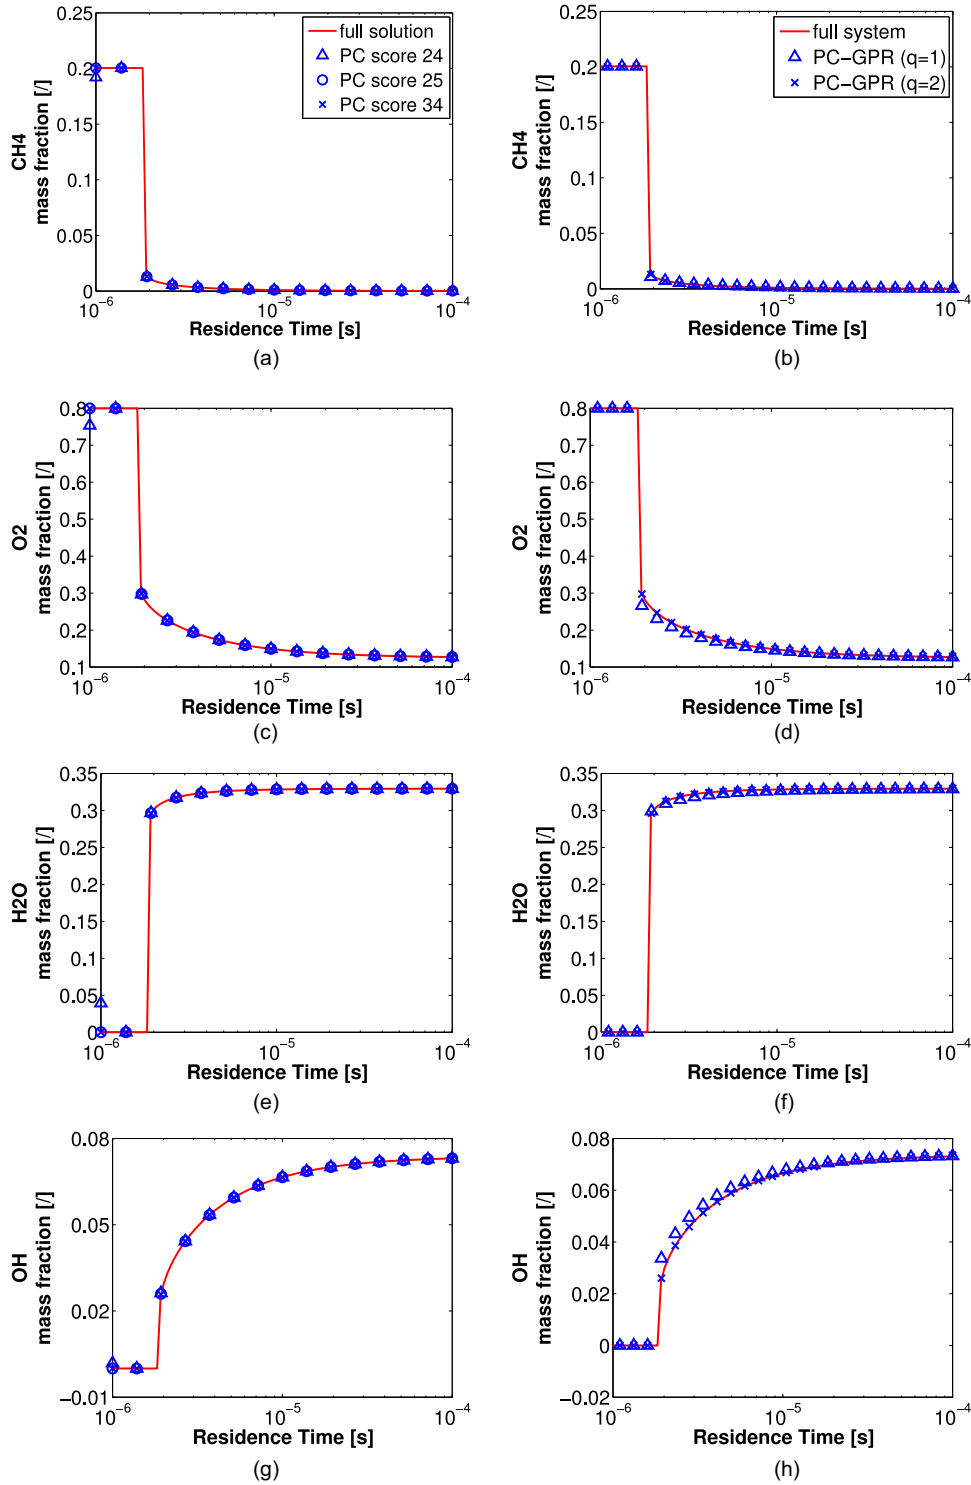 0.25
0.2
0.15
0.1
0.05
0
CH4
mass fraction [/]
full solution
PC score 24
PC score 25
PC score 34
10−6
10−5
10−4
Residence Time [s]
(a)
0.25
0.2
0.15
0.1
0.05
0
CH4
mass fraction [/]
full system
PC−GPR (q=1)
PC−GPR (q=2)
10−6
10−5
10−4
Residence Time [s]
(b)
0.8
0.7
0.6
0.5
0.4
0.3
0.2
0.1
O2
mass fraction [/]
10−6
10−5
10−4
Residence Time [s]
(c)
0.8
0.7
0.6
0.5
0.4
0.3
0.2
0.1
O2
mass fraction [/]
10−6
10−5
10−4
Residence Time [s]
(d)
0.35
0.3
0.25
0.2
0.15
0.1
0.05
0
H2O
mass fraction [/]
10−6
10−5
10−4
Residence Time [s]
(e)
0.35
0.3
0.25
0.2
0.15
0.1
0.05
0
H2O
mass fraction [/]
10−6
10−5
10−4
Residence Time [s]
(f)
0.08
0.05
0.02
−0.01
OH
mass fraction [/]
10−6
10−5
10−4
Residence Time [s]
(g)
0.08
0.06
0.04
0.02
0
−0.02
OH
mass fraction [/]
10−6
10−5
10−4
Residence Time [s]
(h)